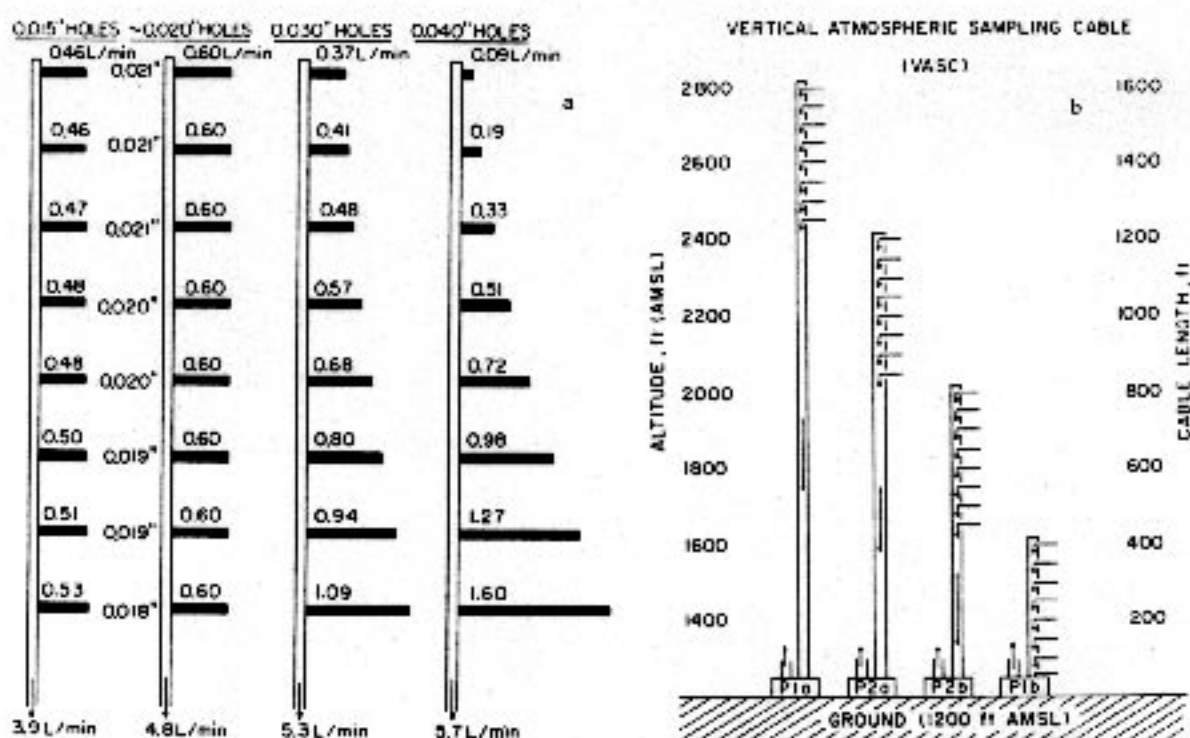 0.015" HOLES ~0.020" HOLES 0.030" HOLES 0.040" HOLES
0.46L/min 0.60L/min 0.37L/min 0.09L/min
0.021"
a
0.46 0.021" 0.60 0.41 0.19
0.47 0.021" 0.60 0.48 0.33
0.48 0.020" 0.60 0.57 0.51
0.48 0.020" 0.60 0.68 0.72
0.50 0.019" 0.60 0.80 0.98
0.51 0.019" 0.60 0.94 1.27
0.53 0.018" 0.60 1.09 1.60
3.9 L/min 4.8L/min 5.3 L/min 5.7 L/min
VERTICAL ATMOSPHERIC SAMPLING CABLE
(VASC)
b
ALTITUDE, ft (AMSL)
2800
2600
2400
2200
2000
1800
1600
1400
1600
1400
1200
1000
800
600
400
200
CABLE LENGTH, ft
P1a P2a P2b P1b
GROUND (1200 ft AMSL)